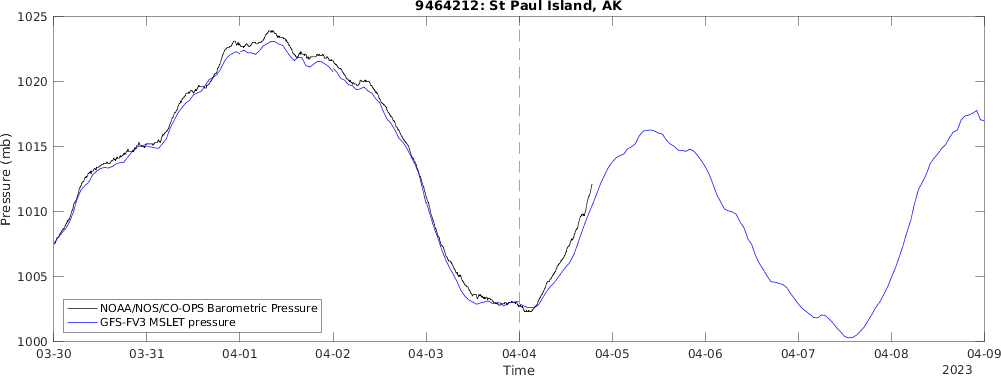 9464212: St Paul Island, AK
Pressure (mb)
1025
1020
1015
1010
1005
1000
NOAA/NOS/CO-OPS Barometric Pressure
GFS-FV3 MSLET pressure
03-30 03-31 04-01 04-02 04-03 04-04 04-05 04-06 04-07 04-08 04-09
Time
2023